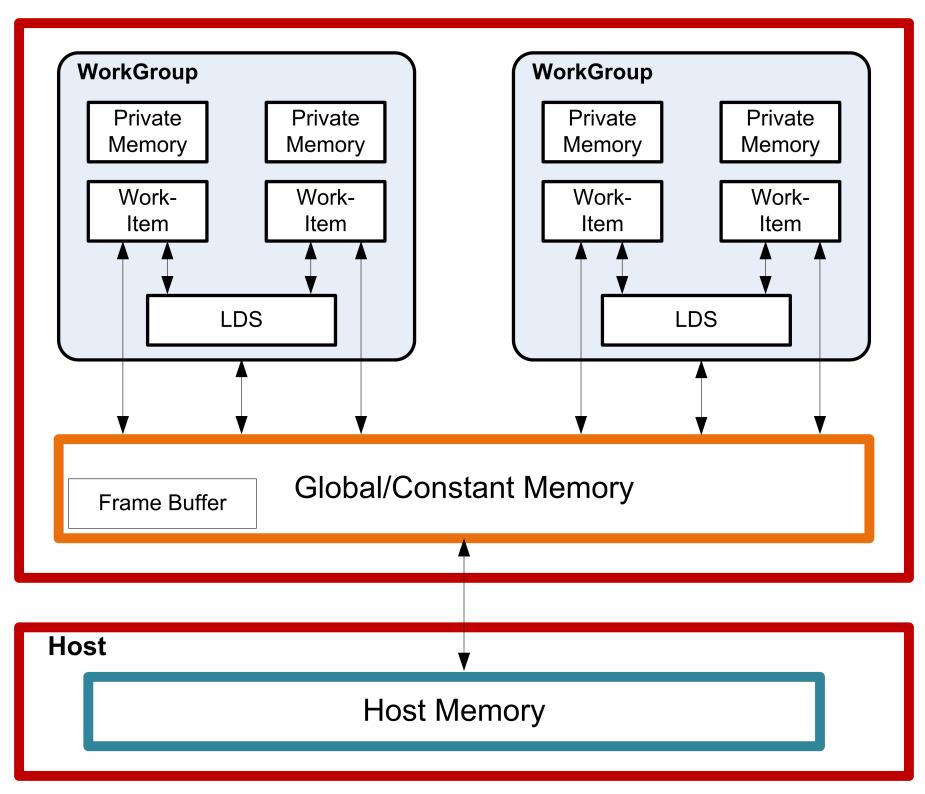 WorkGroup
Private
Memory
Private
Memory
Work-
Item
Work-
Item
LDS
WorkGroup
Private
Memory
Private
Memory
Work-
Item
Work-
Item
LDS
Frame Buffer
Global/Constant Memory
Host
Host Memory